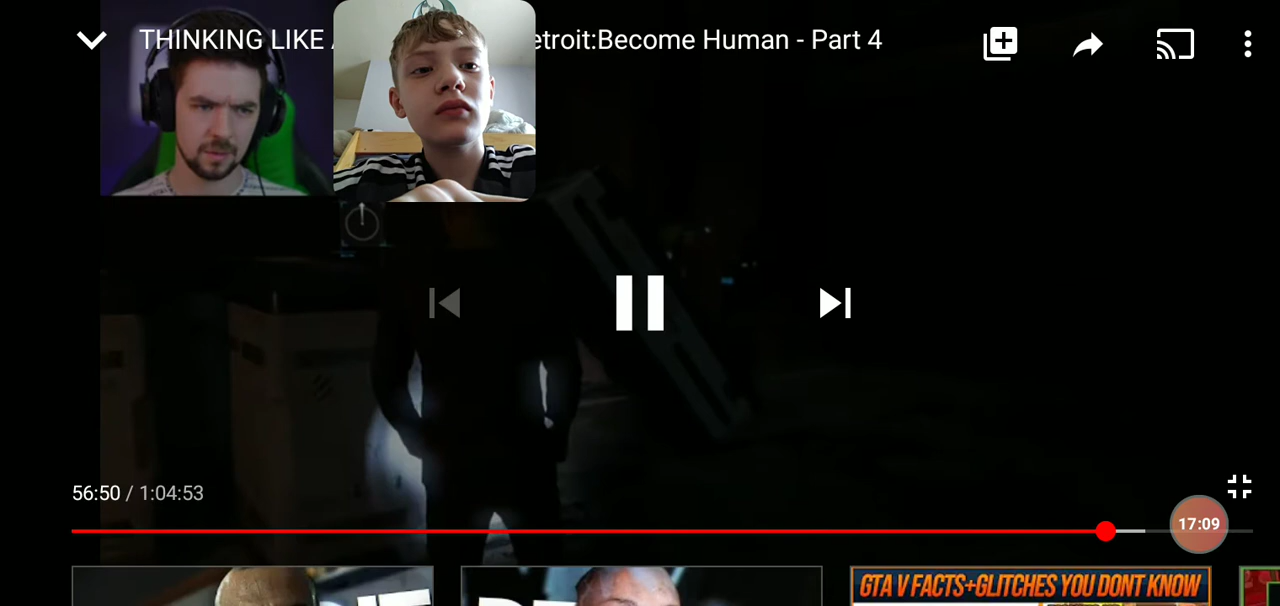 THINKING LIKE A etroit:Become Human - Part 4
56:50 / 1:04:53
17:09
GTA V FACTS+GLITCHES YOU DONT KNOW